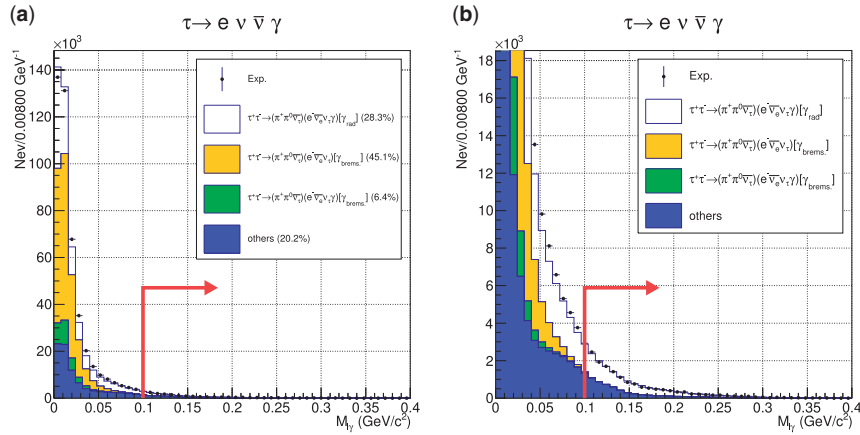 (a)
τ→ e ν ν̅ γ
×10³
Nev/0.00800 GeV⁻¹
140
120
100
80
60
40
20
0
Exp.
τ⁺τ⁻→(π⁺π⁰ν̅τ)(e⁻ν̅ₑντγ)[γrad] (28.3%)
τ⁺τ⁻→(π⁺π⁰ν̅τ)(e⁻ν̅ₑντ)[γbrems.] (45.1%)
τ⁺τ⁻→(π⁺π⁰ν̅τ)(e⁻ν̅ₑντγ)[γbrems.] (6.4%)
others (20.2%)
0 0.05 0.1 0.15 0.2 0.25 0.3 0.35 0.4
Mlγ (GeV/c²)
(b)
τ→ e ν ν̅ γ
×10³
Nev/0.00800 GeV⁻¹
18
16
14
12
10
8
6
4
2
0
Exp.
τ⁺τ⁻→(π⁺π⁰ν̅τ)(e⁻ν̅ₑντγ)[γrad]
τ⁺τ⁻→(π⁺π⁰ν̅τ)(e⁻ν̅ₑντ)[γbrems.]
τ⁺τ⁻→(π⁺π⁰ν̅τ)(e⁻ν̅ₑντγ)[γbrems.]
others
0 0.05 0.1 0.15 0.2 0.25 0.3 0.35 0.4
Mlγ (GeV/c²)